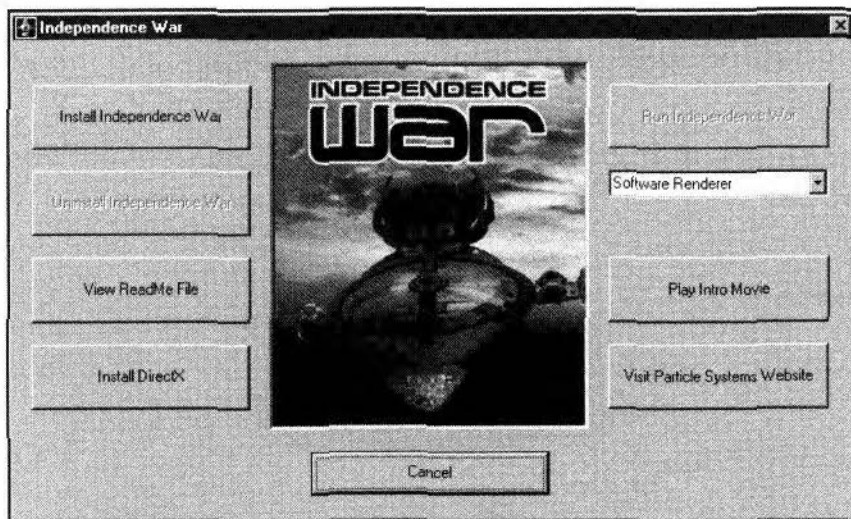 Independence War
Install Independence War
Uninstall Independence War
View ReadMe File
Install DirectX
INDEPENDENCE
war
Run Independence War
Software Renderer
Play Intro Movie
Visit Particle Systems Website
Cancel